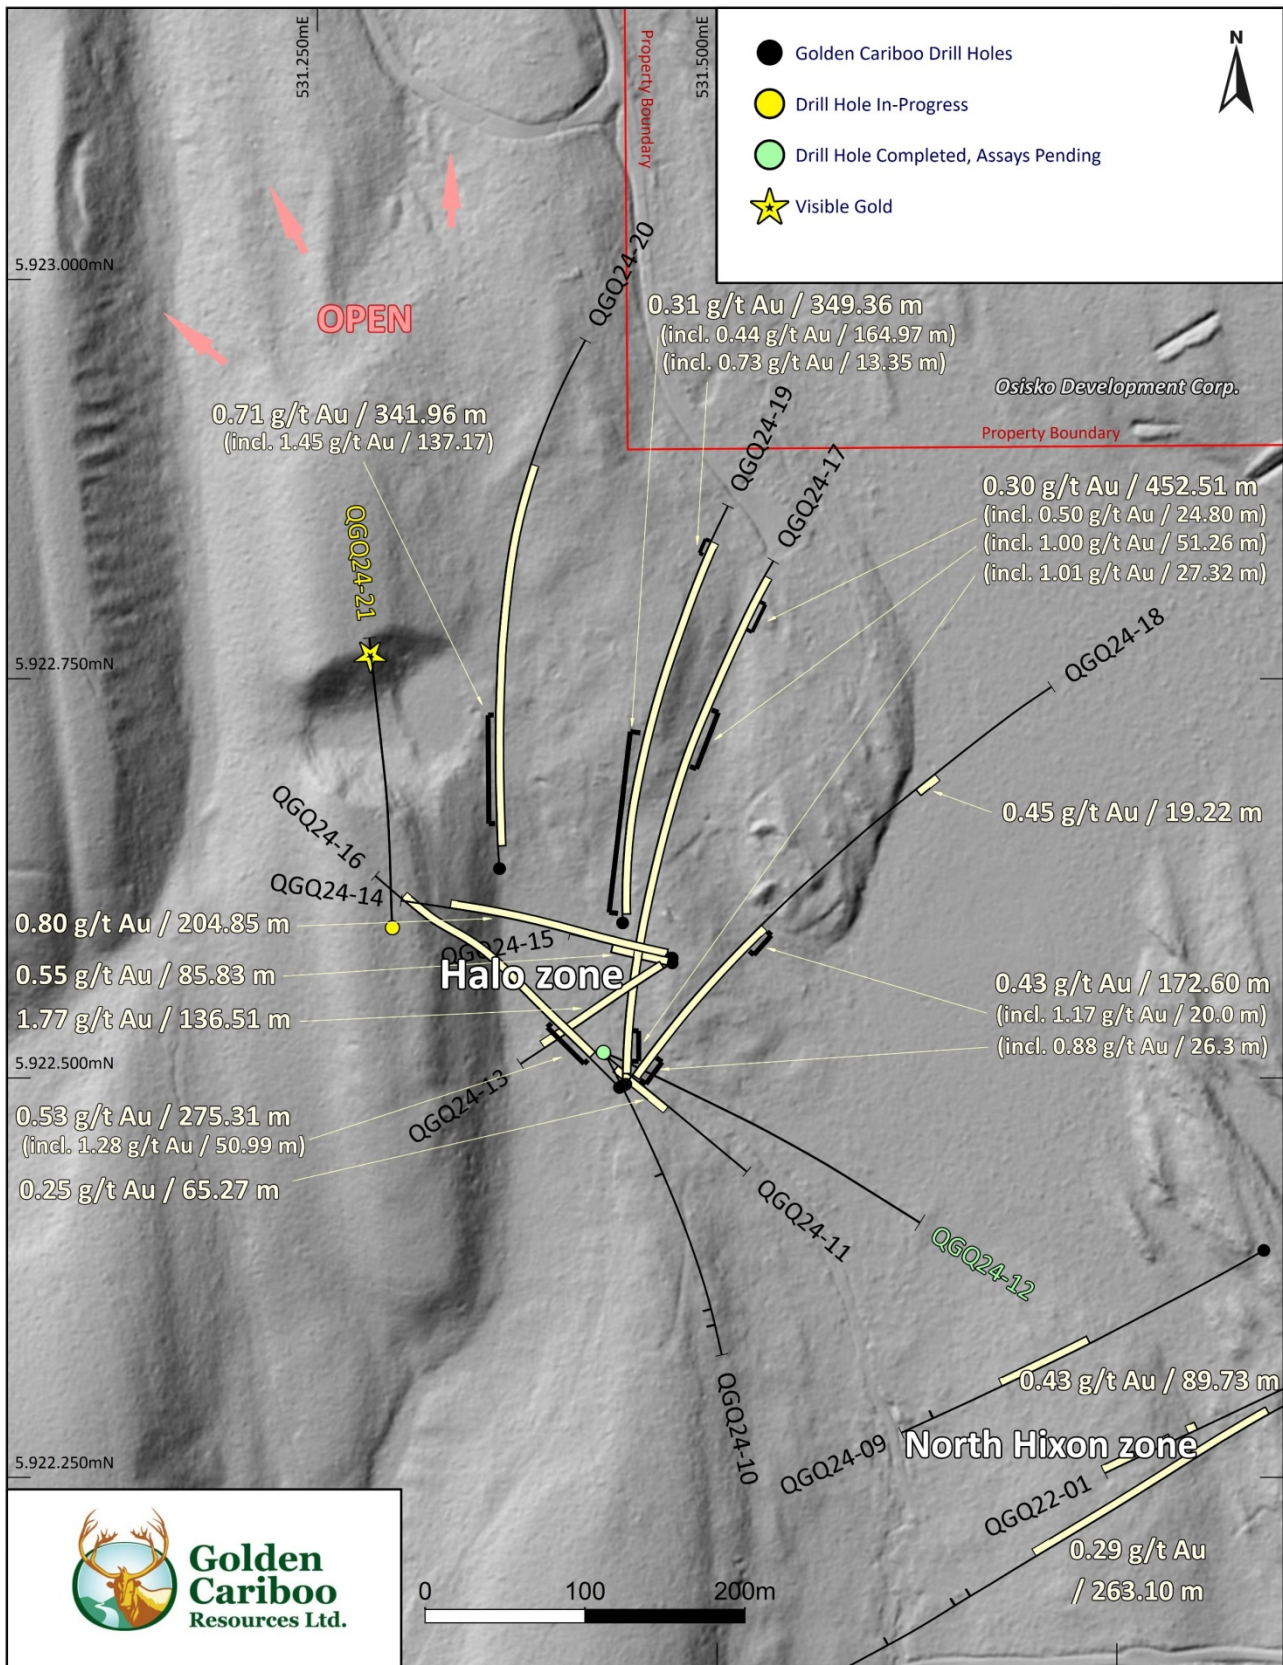 531.250mE
531.500mE
Property Boundary
Golden Cariboo Drill Holes
Drill Hole In-Progress
Drill Hole Completed, Assays Pending
Visible Gold
N
5.923.000mN
OPEN
QGQ24-20
0.31 g/t Au / 349.36 m
(incl. 0.44 g/t Au / 164.97 m)
(incl. 0.73 g/t Au / 13.35 m)
Osisko Development Corp.
Property Boundary
0.71 g/t Au / 341.96 m
(incl. 1.45 g/t Au / 137.17)
QGQ24-19
QGQ24-17
0.30 g/t Au / 452.51 m
(incl. 0.50 g/t Au / 24.80 m)
(incl. 1.00 g/t Au / 51.26 m)
(incl. 1.01 g/t Au / 27.32 m)
QGQ24-21
QGQ24-18
5.922.750mN
QGQ24-16
0.45 g/t Au / 19.22 m
QGQ24-14
0.80 g/t Au / 204.85 m
QGQ24-15
0.55 g/t Au / 85.83 m
Halo zone
0.43 g/t Au / 172.60 m
(incl. 1.17 g/t Au / 20.0 m)
(incl. 0.88 g/t Au / 26.3 m)
1.77 g/t Au / 136.51 m
5.922.500mN
QGQ24-13
0.53 g/t Au / 275.31 m
(incl. 1.28 g/t Au / 50.99 m)
0.25 g/t Au / 65.27 m
QGQ24-11
QGQ24-12
QGQ24-10
0.43 g/t Au / 89.73 m
North Hixon zone
QGQ24-09
5.922.250mN
QGQ22-01
0.29 g/t Au
/ 263.10 m
Golden
Cariboo
Resources Ltd.
0 100 200m